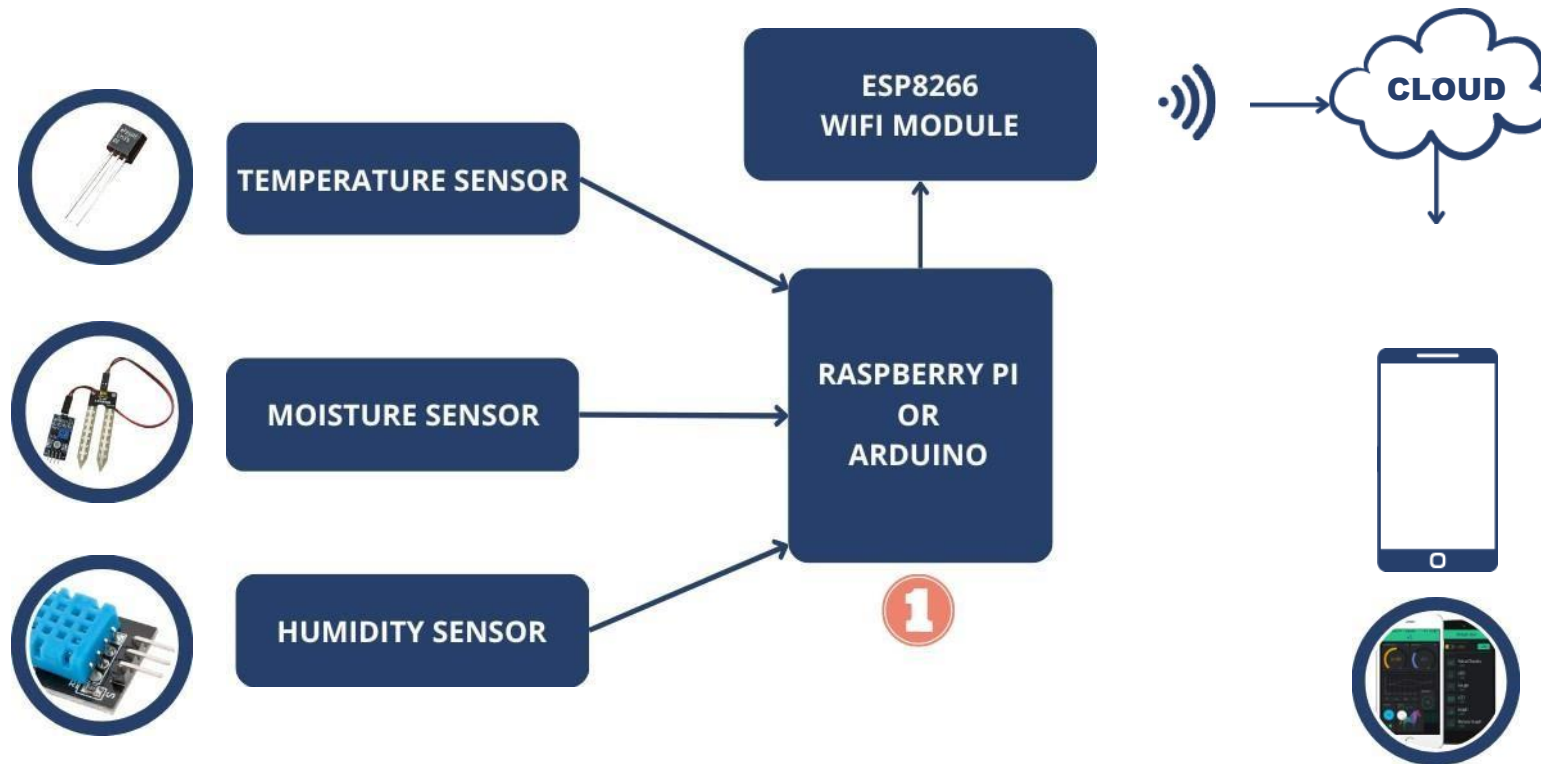 ESP8266
WIFI MODULE
CLOUD
TEMPERATURE SENSOR
MOISTURE SENSOR
RASPBERRY PI
OR
ARDUINO
1
HUMIDITY SENSOR